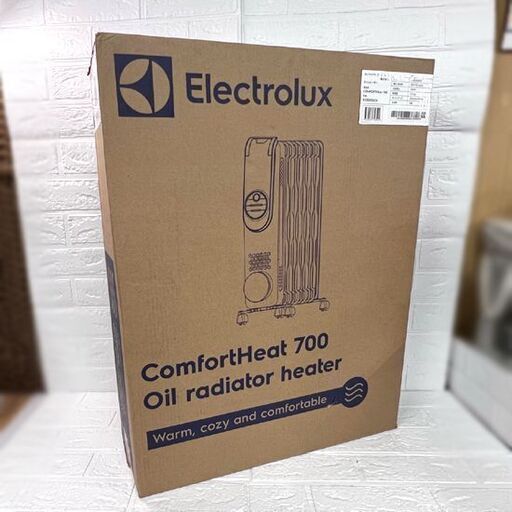 Electrolux
ComfortHeat 700
Oil radiator heater
Warm, cozy and comfortable